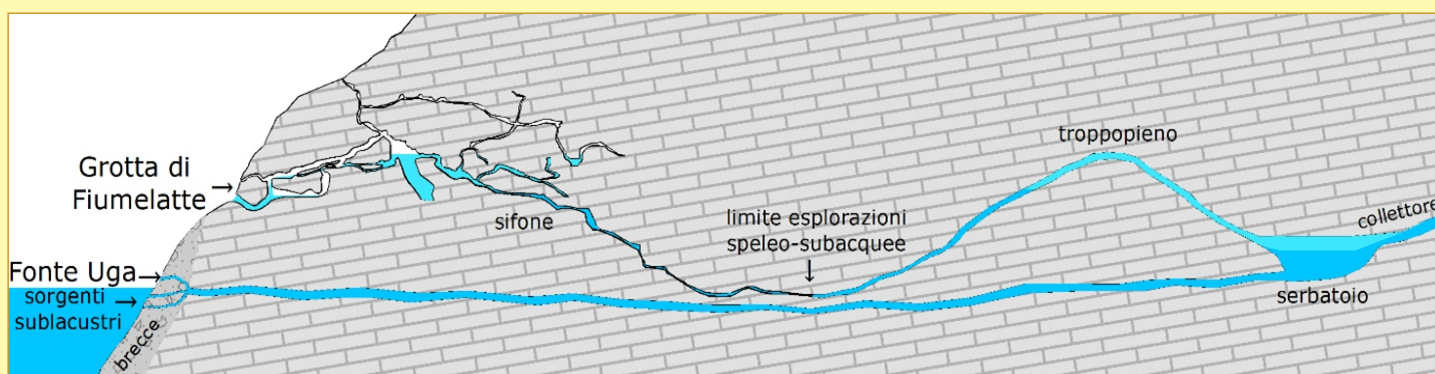 Grotta di
Fiumelatte
Fonte Uga
sorgenti
sublacustri
brecce
sifone
limite esplorazioni
speleo-subacquee
troppopieno
collettore
serbatoio